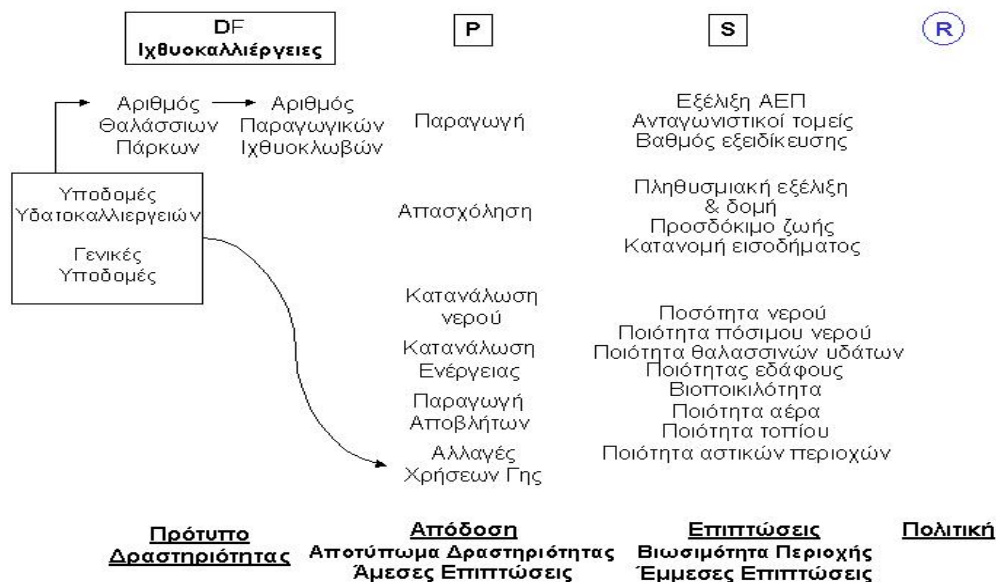 DF
Ιχθυοκαλλιέργειες
P
S
R
Αριθμός
Θαλάσσιων
Πάρκων
Αριθμός
Παραγωγικών
Ιχθυοκλωβών
Παραγωγή
Εξέλιξη ΑΕΠ
Ανταγωνιστικοί τομείς
Βαθμός εξειδίκευσης
Υποδομές
Υδατοκαλλιεργειών
Γενικές
Υποδομές
Απασχόληση
Πληθυσμιακή εξέλιξη
& δομή
Προσδόκιμο ζωής
Κατανομή εισοδήματος
Κατανάλωση
νερού
Κατανάλωση
Ενέργειας
Παραγωγή
Αποβλήτων
Αλλαγές
Χρήσεων Γης
Ποσότητα νερού
Ποιότητα πόσιμου νερού
Ποιότητα θαλασσινών υδάτων
Ποιότητας εδάφους
Βιοποικιλότητα
Ποιότητα αέρα
Ποιότητα τοπίου
Ποιότητα αστικών περιοχών
Πρότυπο
Δραστηριότητας
Απόδοση
Αποτύπωμα Δραστηριότητας
Άμεσες Επιπτώσεις
Επιπτώσεις
Βιωσιμότητα Περιοχής
Έμμεσες Επιπτώσεις
Πολιτική